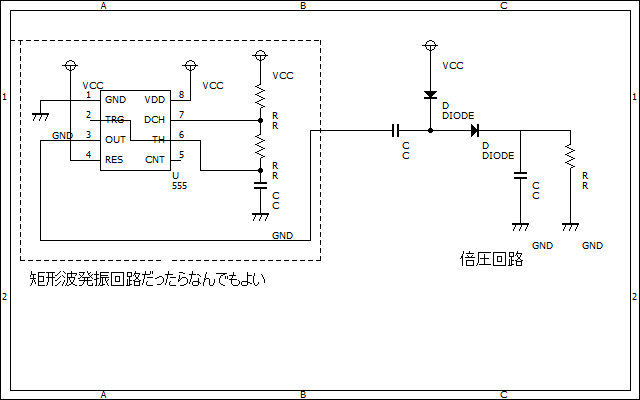 A B C
VCC
VCC VCC VCC
1 1
1 GND VDD 8
R
R
D
DIODE
2 TRG DCH 7
GND 3 OUT TH 6
C
C
D
DIODE
4 RES CNT 5
U
555
R
R
C
C
C
C
R
R
GND
GND GND
倍圧回路
矩形波発振回路だったらなんでもよい
2 2
A B C